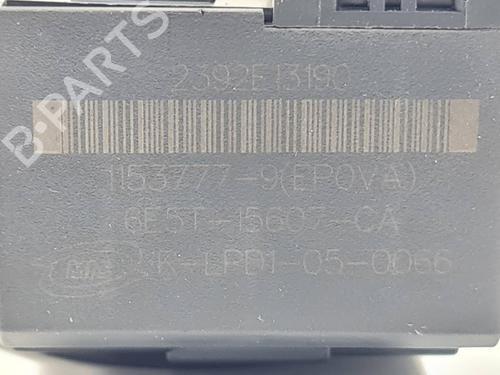 B-PARTS
2392E13190
1153777-9(EP0VA)
6E5T-15607-CA
K-LPD1-05-0066